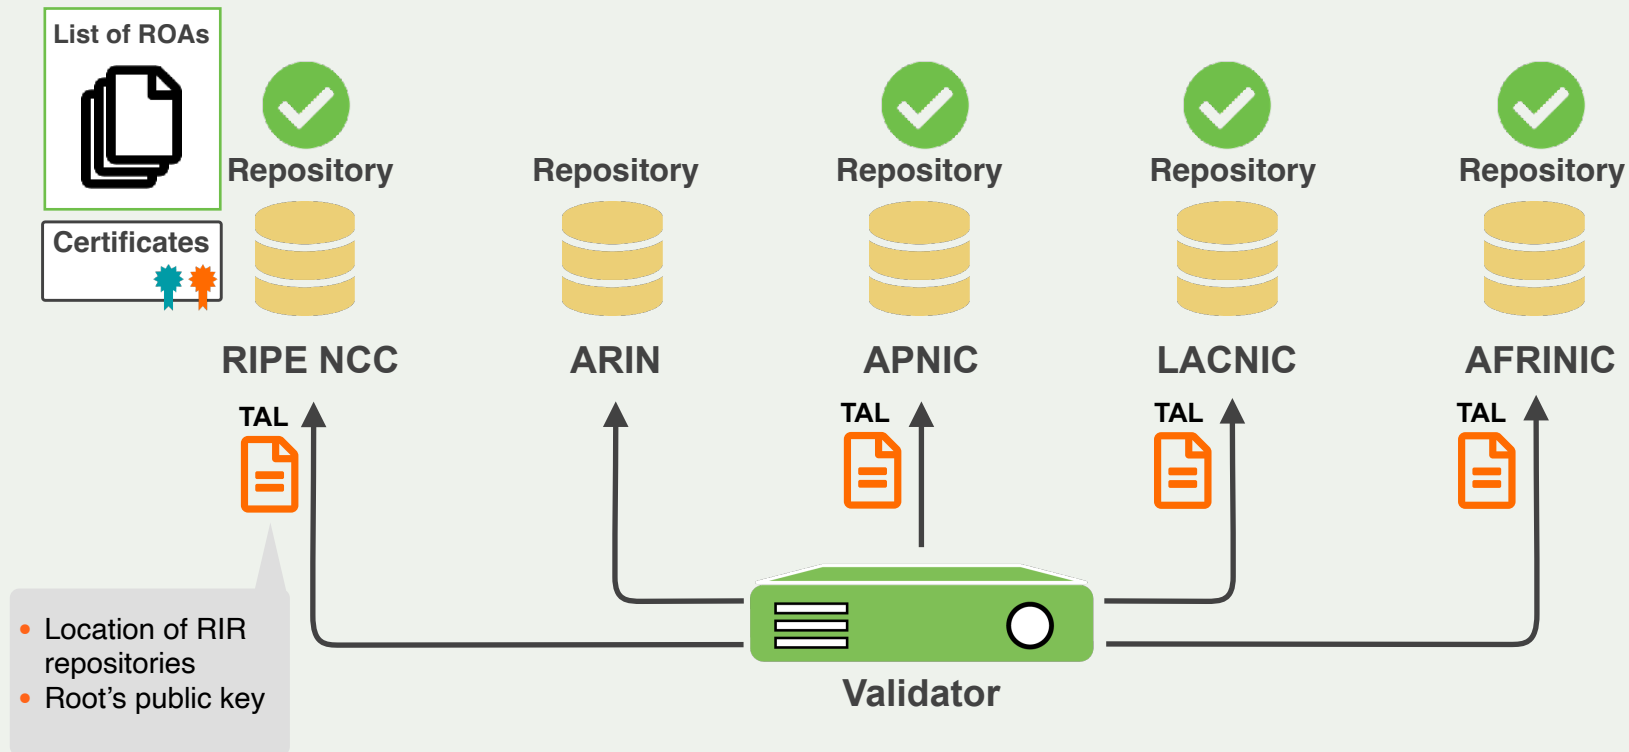 List of ROAs
Certificates
Repository
Repository
Repository
Repository
Repository
RIPE NCC
ARIN
APNIC
LACNIC
AFRINIC
TAL
TAL
TAL
TAL
• Location of RIR
repositories
• Root’s public key
Validator